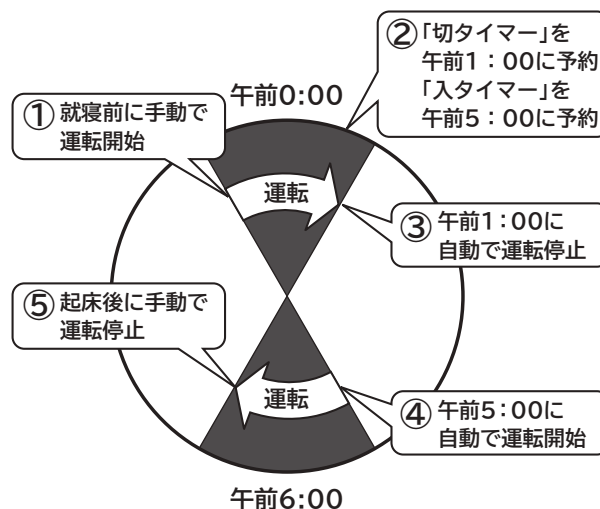 午前0:00
① 就寝前に手動で
運転開始
② 「切タイマー」を
午前1：00に予約
「入タイマー」を
午前5：00に予約
運転
③ 午前1：00に
自動で運転停止
④ 午前5：00に
自動で運転開始
運転
⑤ 起床後に手動で
運転停止
午前6:00